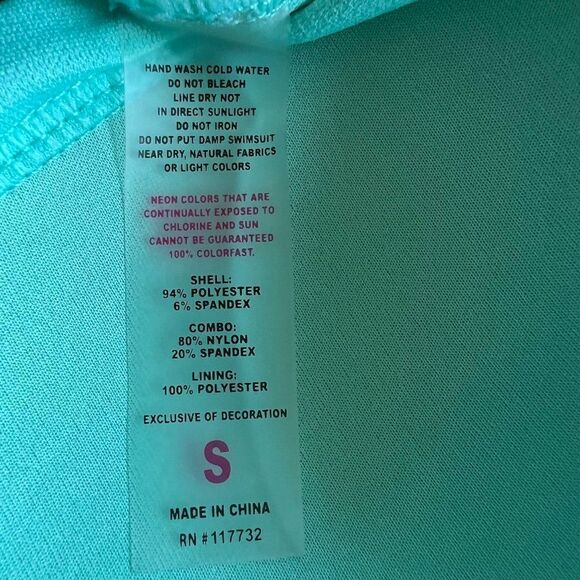 HAND WASH COLD WATER
DO NOT BLEACH
LINE DRY NOT
IN DIRECT SUNLIGHT
DO NOT IRON
DO NOT PUT DAMP SWIMSUIT
NEAR DRY, NATURAL FABRICS
OR LIGHT COLORS
NEON COLORS THAT ARE
CONTINUALLY EXPOSED TO
CHLORINE AND SUN
CANNOT BE GUARANTEED
100% COLORFAST.
SHELL:
94% POLYESTER
6% SPANDEX
COMBO:
80% NYLON
20% SPANDEX
LINING:
100% POLYESTER
EXCLUSIVE OF DECORATION
S
MADE IN CHINA
RN #117732